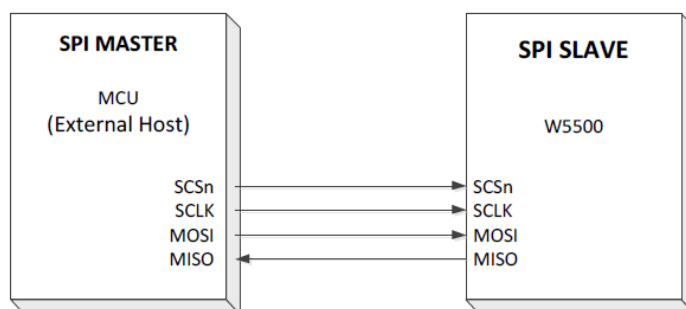 SPI MASTER
MCU
(External Host)
SCSn
SCLK
MOSI
MISO
SPI SLAVE
W5500
SCSn
SCLK
MOSI
MISO